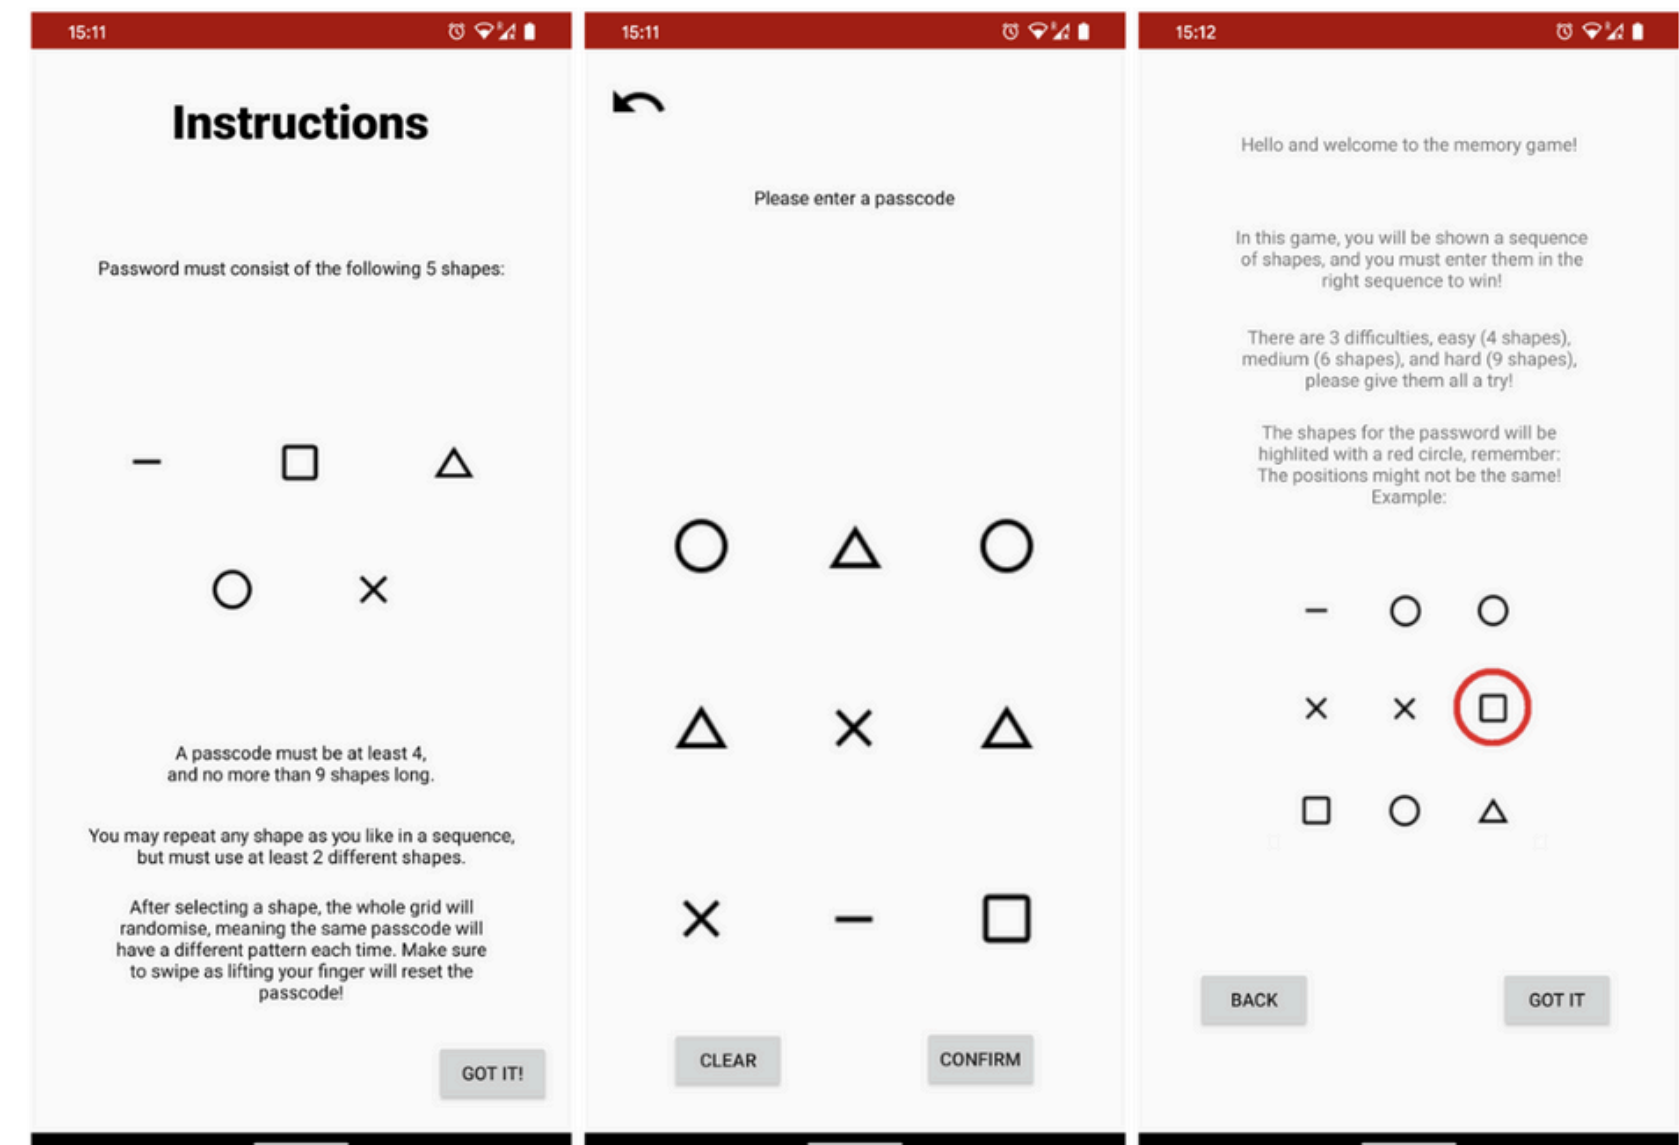 15:11
Instructions
Password must consist of the following 5 shapes:
A passcode must be at least 4,
and no more than 9 shapes long.
You may repeat any shape as you like in a sequence,
but must use at least 2 different shapes.
After selecting a shape, the whole grid will
randomise, meaning the same passcode will
have a different pattern each time. Make sure
to swipe as lifting your finger will reset the
passcode!
GOT IT!
15:11
Please enter a passcode
CLEAR
CONFIRM
15:12
Hello and welcome to the memory game!
In this game, you will be shown a sequence
of shapes, and you must enter them in the
right sequence to win!
There are 3 difficulties, easy (4 shapes),
medium (6 shapes), and hard (9 shapes),
please give them all a try!
The shapes for the password will be
highlited with a red circle, remember:
The positions might not be the same!
Example:
BACK
GOT IT